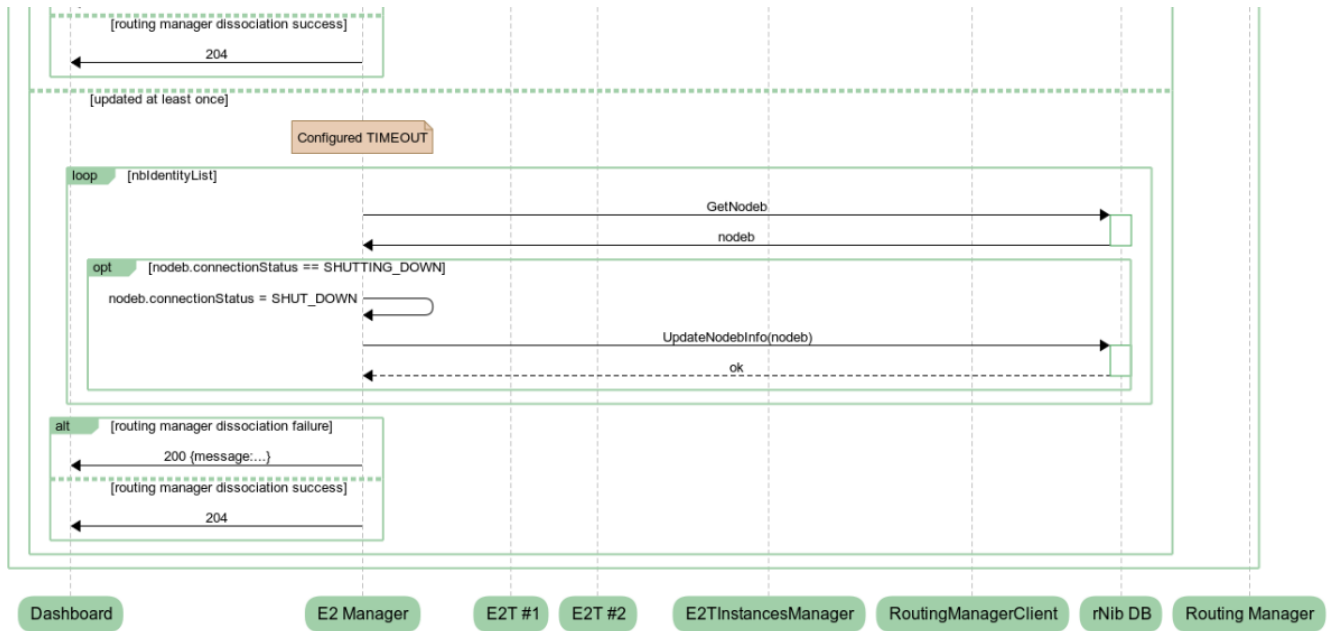 [routing manager dissociation success]
204
[updated at least once]
Configured TIMEOUT
loop [nbIdentityList]
GetNodeb
nodeb
opt [nodeb.connectionStatus == SHUTTING_DOWN]
nodeb.connectionStatus = SHUT_DOWN
UpdateNodebInfo(nodeb)
ok
alt [routing manager dissociation failure]
200 {message:...}
[routing manager dissociation success]
204
Dashboard E2 Manager E2T #1 E2T #2 E2TInstancesManager RoutingManagerClient rNib DB Routing Manager